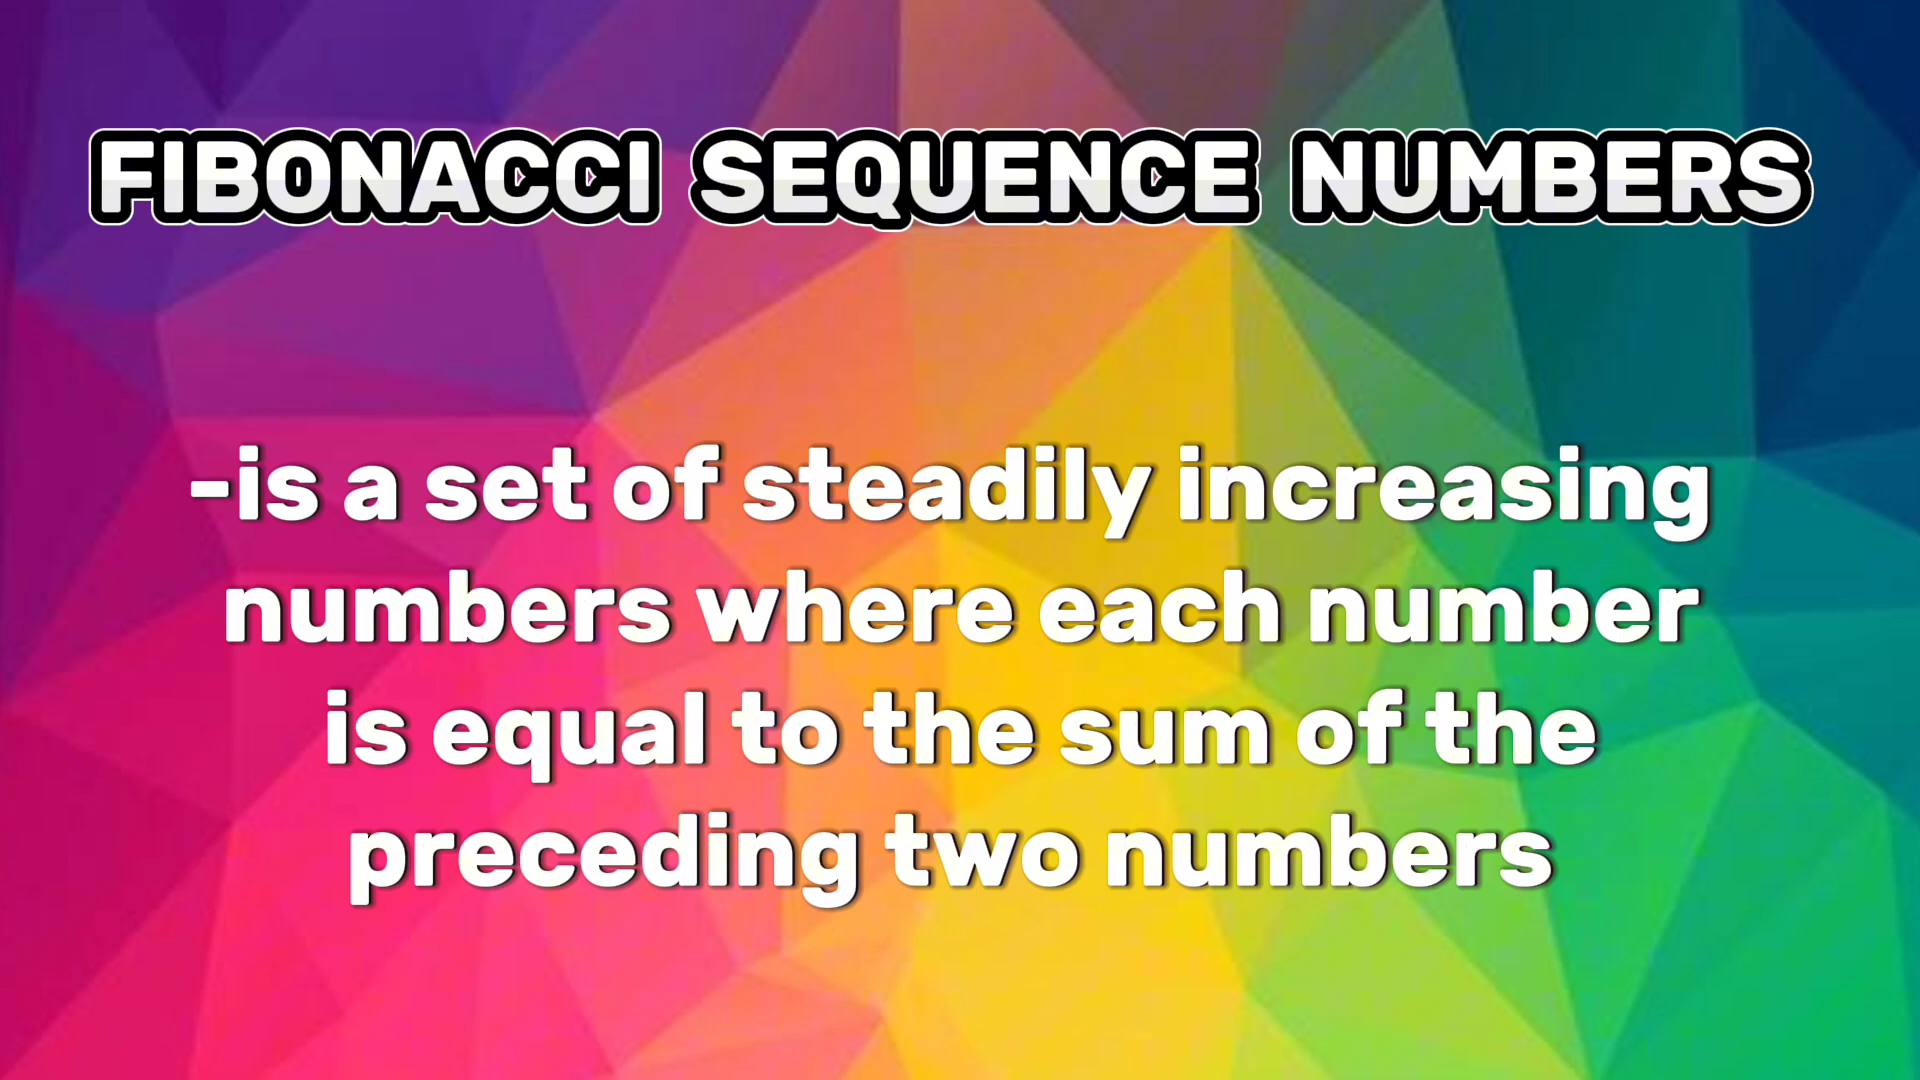 FIBONACCI SEQUENCE NUMBERS
-is a set of steadily increasing
numbers where each number
is equal to the sum of the
preceding two numbers